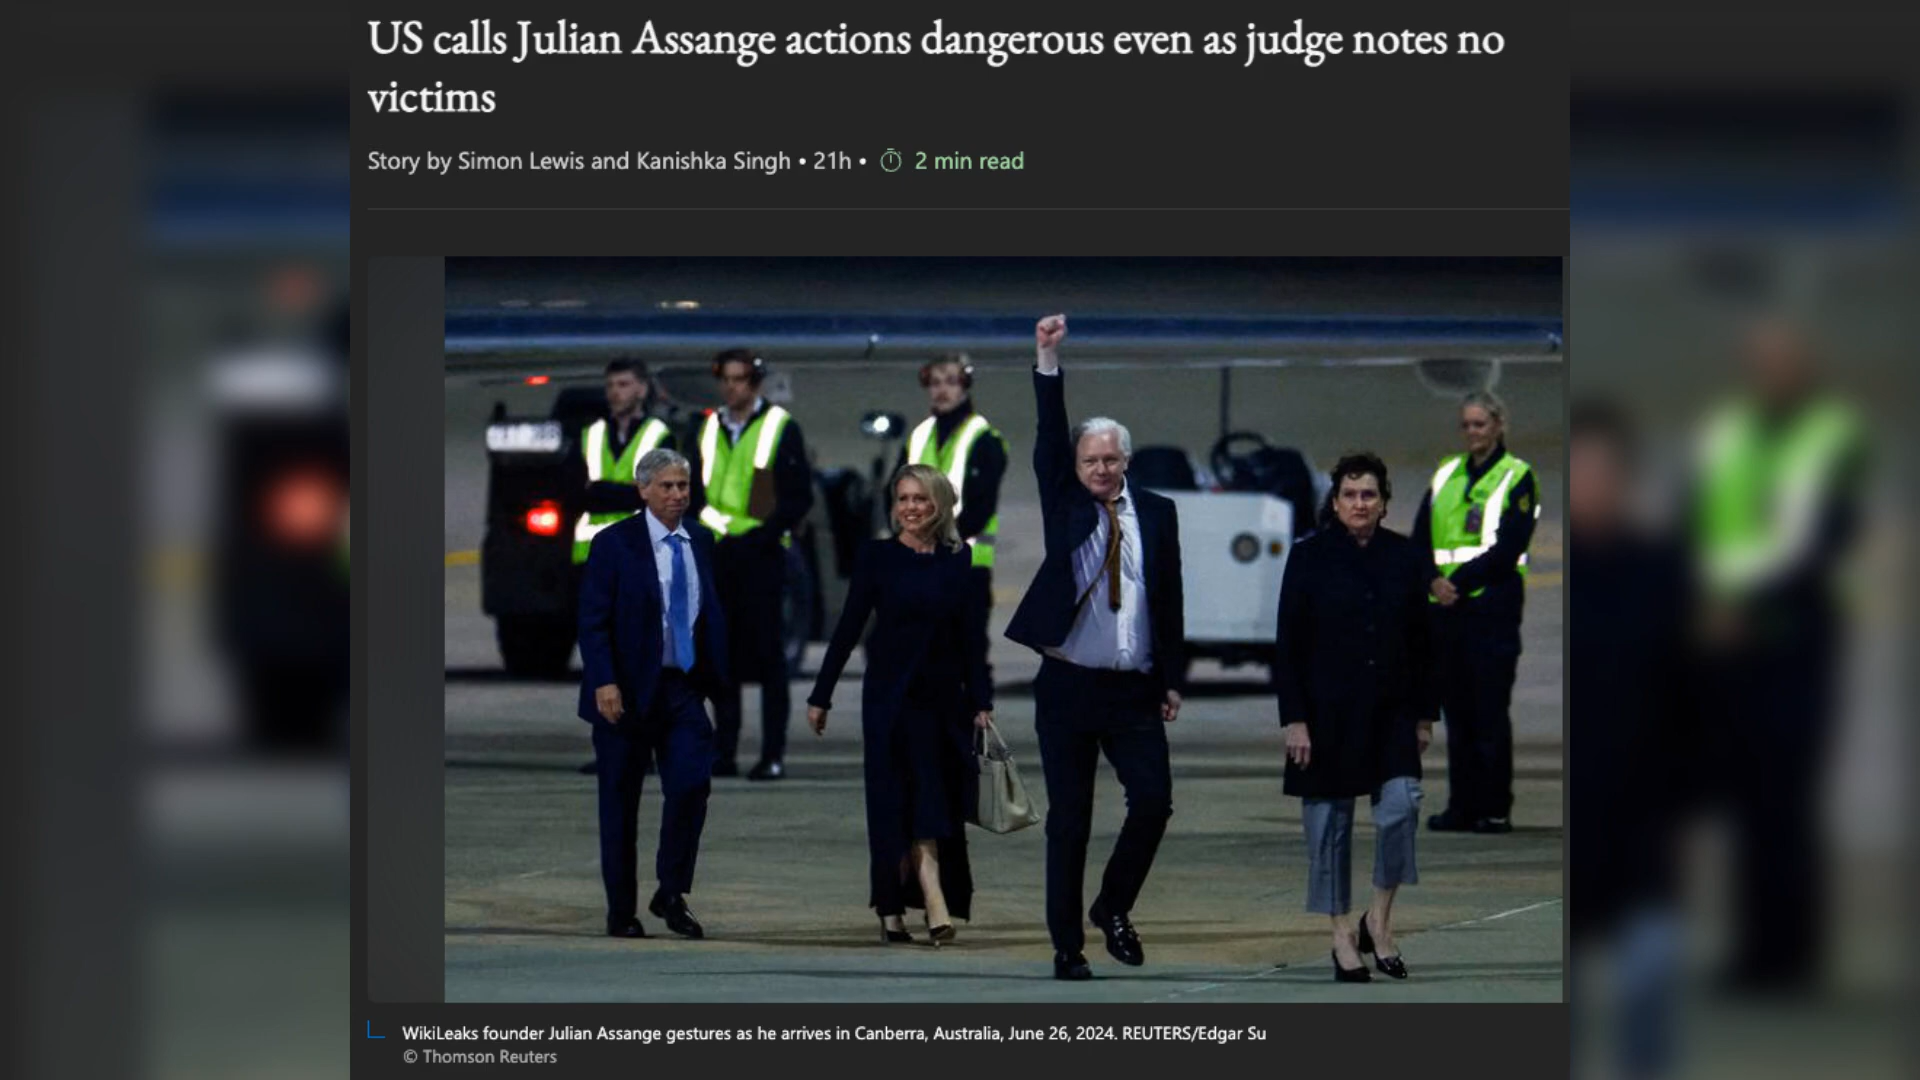 US calls Julian Assange actions dangerous even as judge notes no
victims
Story by Simon Lewis and Kanishka Singh • 21h • 2 min read
WikiLeaks founder Julian Assange gestures as he arrives in Canberra, Australia, June 26, 2024. REUTERS/Edgar Su
© Thomson Reuters